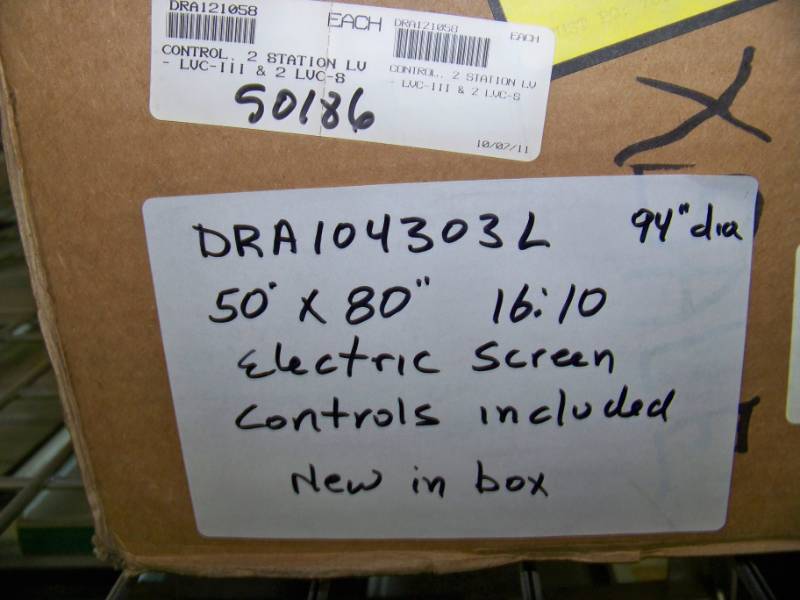 DRA121058 EACH
CONTROL. 2 STATION LV
- LVC-III & 2 LVC-S
50186
DRA121058 EACH
CONTROL. 2 STATION LV
- LVC-III & 2 LVC-S
10/07/11
DRA104303L 94" dia
50" X 80" 16:10
Electric Screen
controls included
New in box